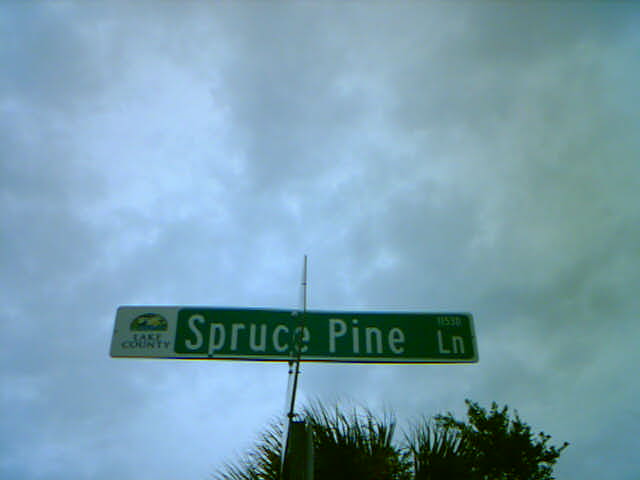 LAKE
COUNTY
Spruce Pine
11530
Ln